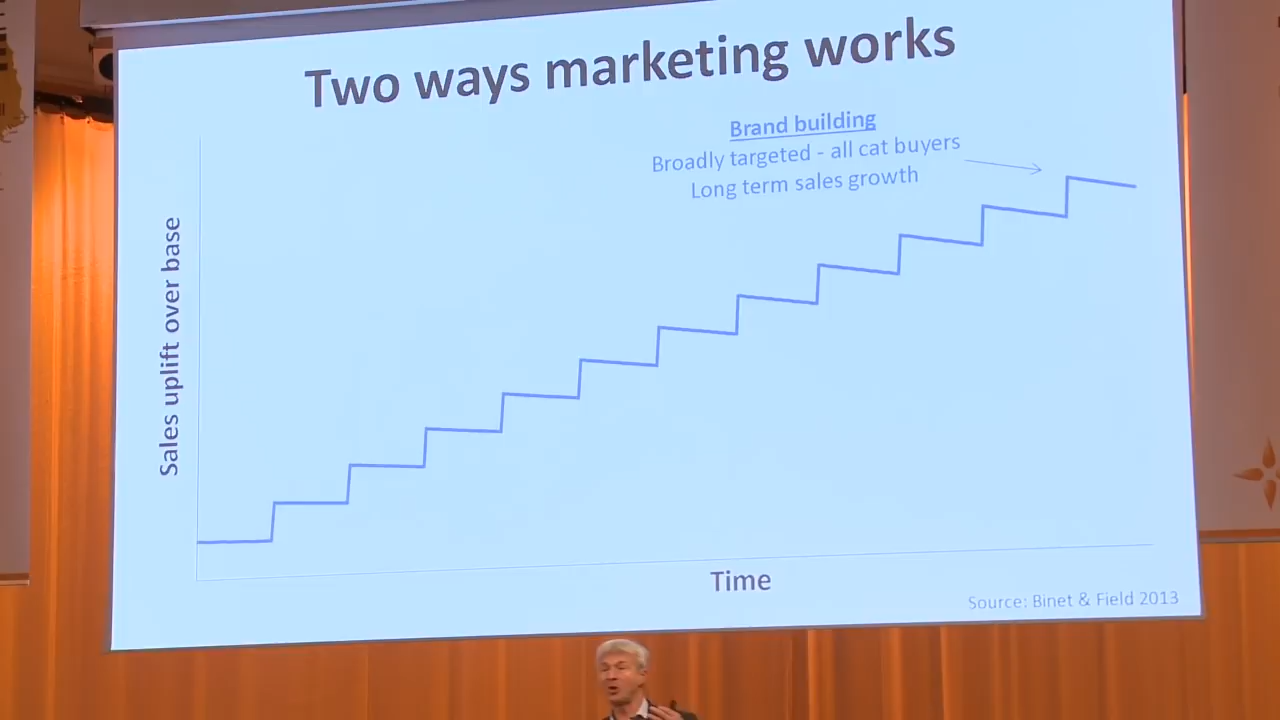 Two ways marketing works
Brand building
Broadly targeted - all cat buyers
Long term sales growth
Sales uplift over base
Time
Source: Binet & Field 2013